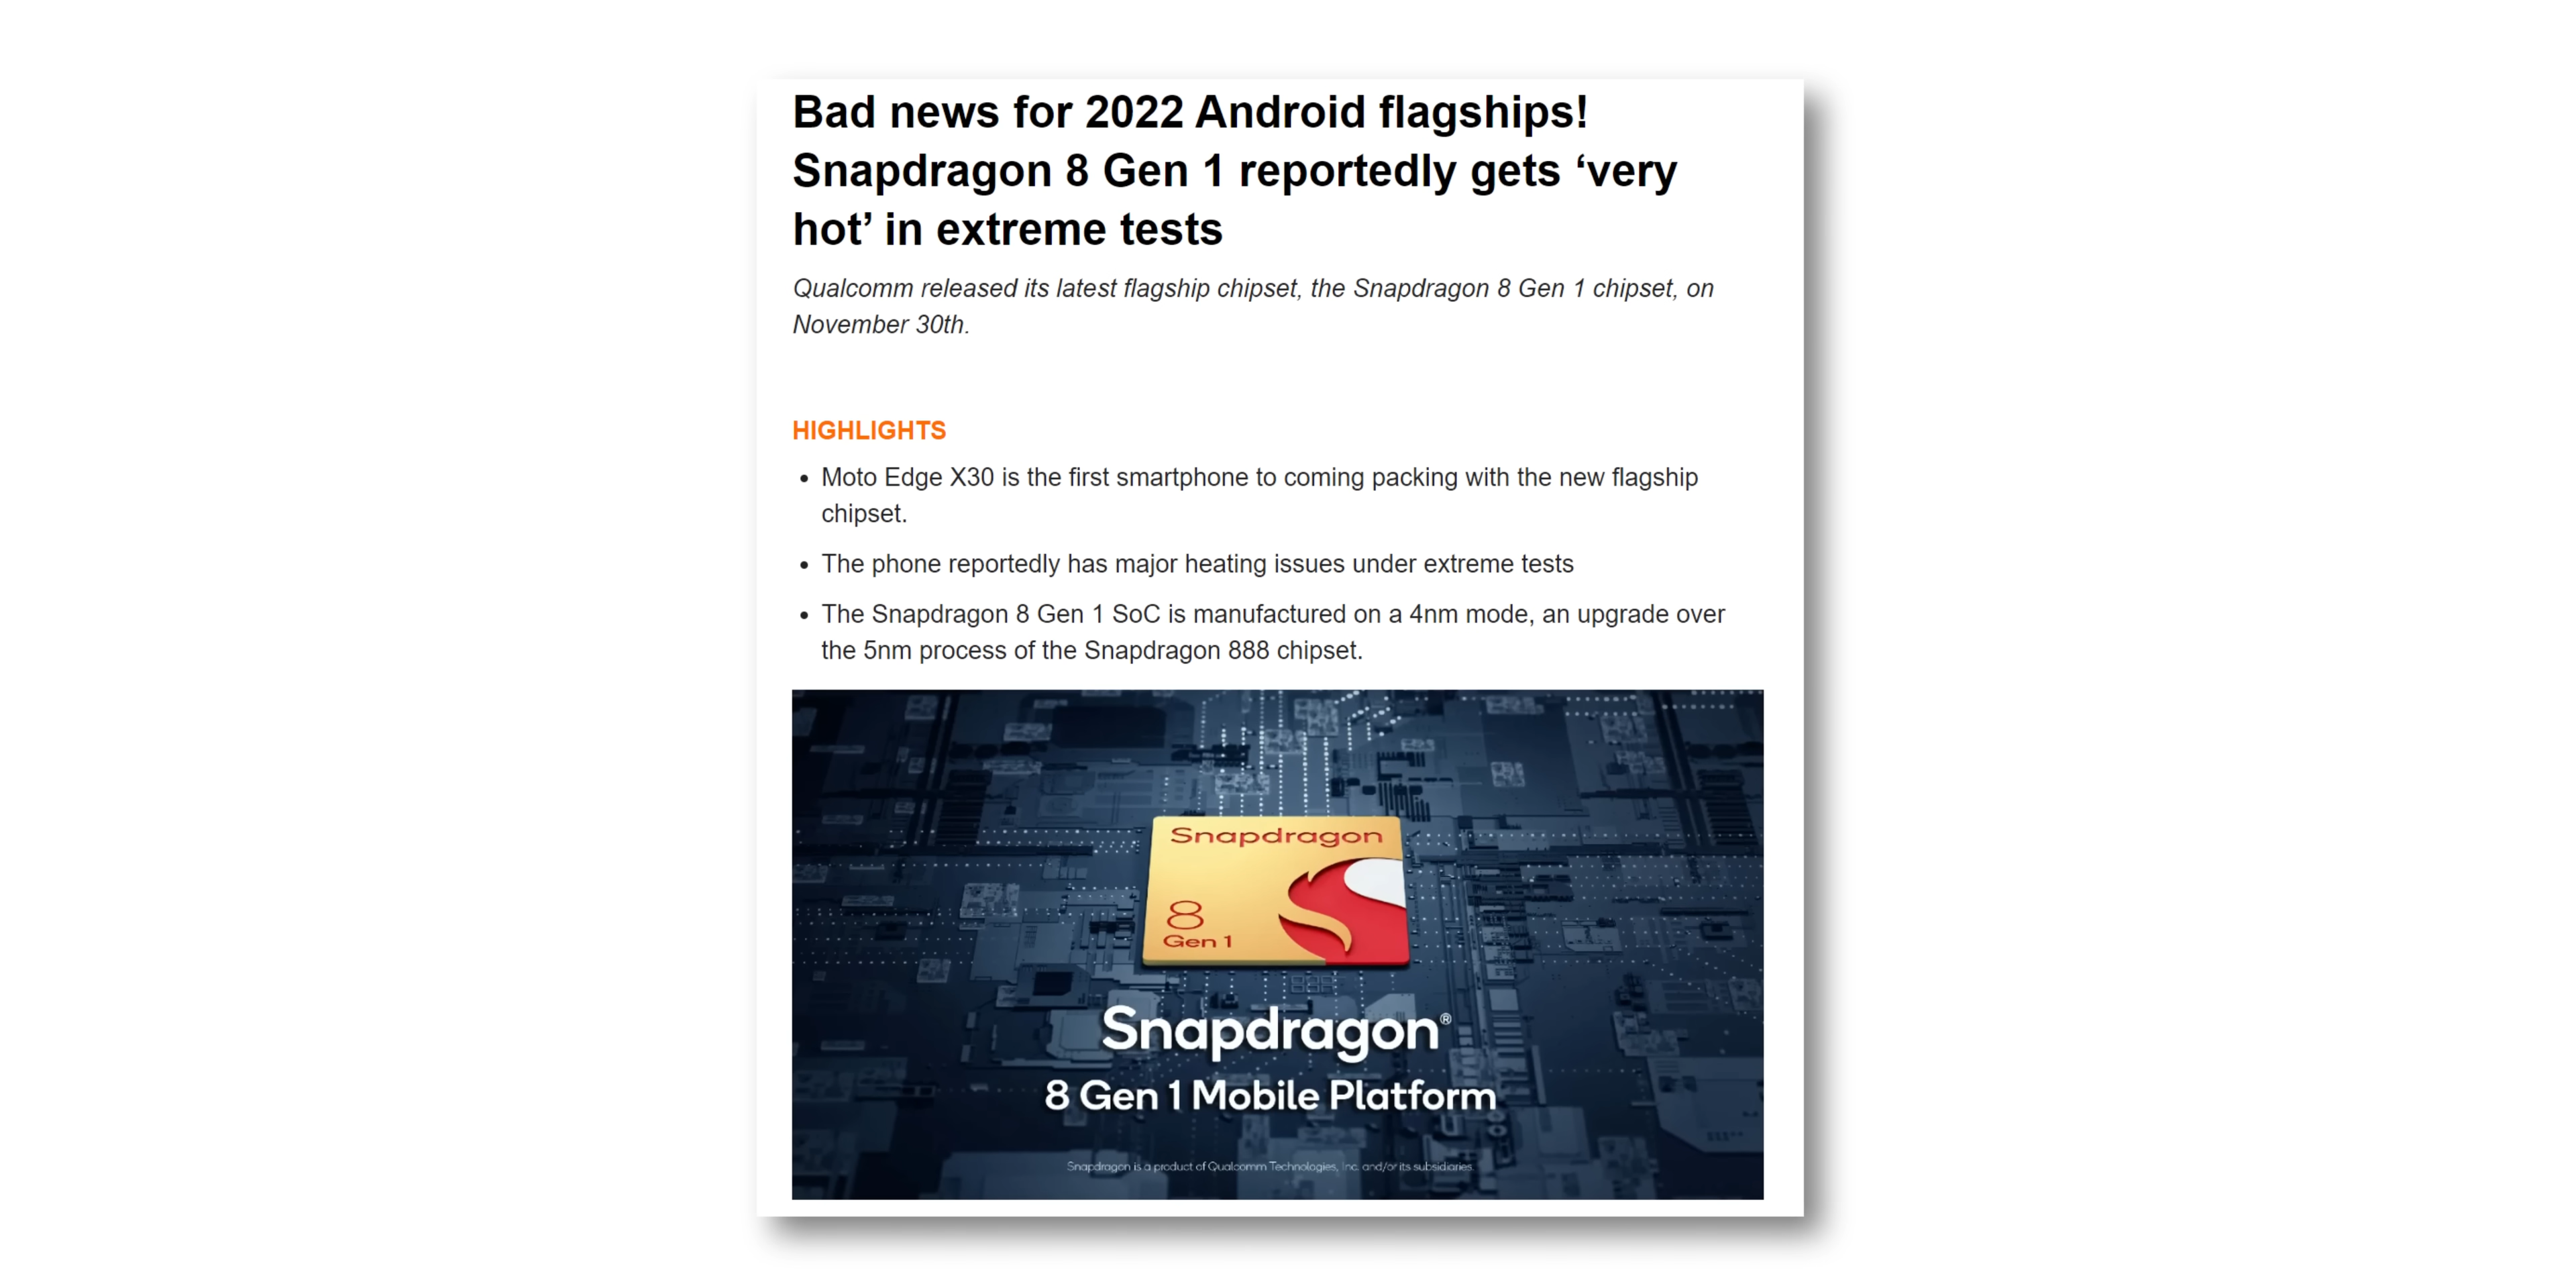 Bad news for 2022 Android flagships!
Snapdragon 8 Gen 1 reportedly gets ‘very
hot’ in extreme tests
Qualcomm released its latest flagship chipset, the Snapdragon 8 Gen 1 chipset, on
November 30th.
HIGHLIGHTS
• Moto Edge X30 is the first smartphone to coming packing with the new flagship
chipset.
• The phone reportedly has major heating issues under extreme tests
• The Snapdragon 8 Gen 1 SoC is manufactured on a 4nm mode, an upgrade over
the 5nm process of the Snapdragon 888 chipset.
Snapdragon
8
Gen 1
Snapdragon®
8 Gen 1 Mobile Platform
Snapdragon is a product of Qualcomm Technologies, Inc. and/or its subsidiaries.